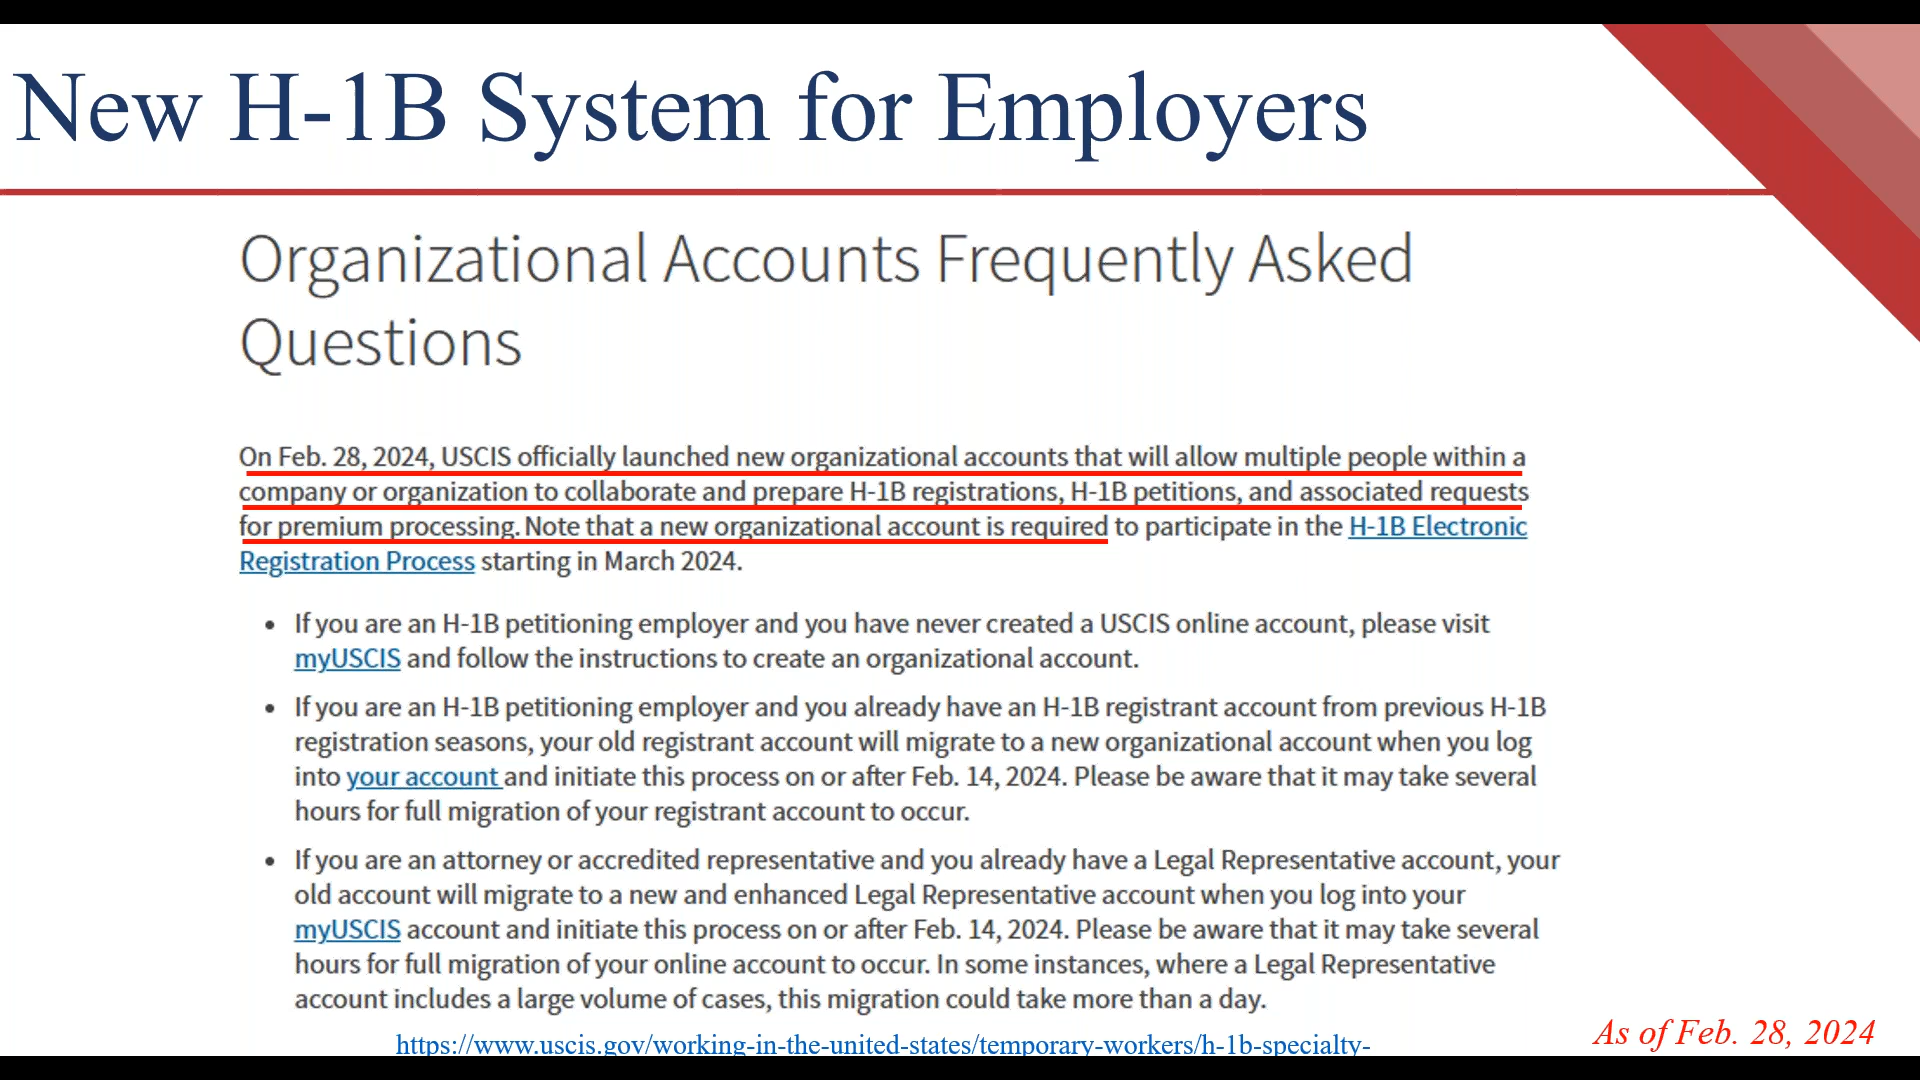 New H-1B System for Employers
Organizational Accounts Frequently Asked
Questions
On Feb. 28, 2024, USCIS officially launched new organizational accounts that will allow multiple people within a
company or organization to collaborate and prepare H-1B registrations, H-1B petitions, and associated requests
for premium processing. Note that a new organizational account is required to participate in the H-1B Electronic
Registration Process starting in March 2024.
• If you are an H-1B petitioning employer and you have never created a USCIS online account, please visit
myUSCIS and follow the instructions to create an organizational account.
• If you are an H-1B petitioning employer and you already have an H-1B registrant account from previous H-1B
registration seasons, your old registrant account will migrate to a new organizational account when you log
into your account and initiate this process on or after Feb. 14, 2024. Please be aware that it may take several
hours for full migration of your registrant account to occur.
• If you are an attorney or accredited representative and you already have a Legal Representative account, your
old account will migrate to a new and enhanced Legal Representative account when you log into your
myUSCIS account and initiate this process on or after Feb. 14, 2024. Please be aware that it may take several
hours for full migration of your online account to occur. In some instances, where a Legal Representative
account includes a large volume of cases, this migration could take more than a day.
https://www.uscis.gov/working-in-the-united-states/temporary-workers/h-1b-specialty-
As of Feb. 28, 2024